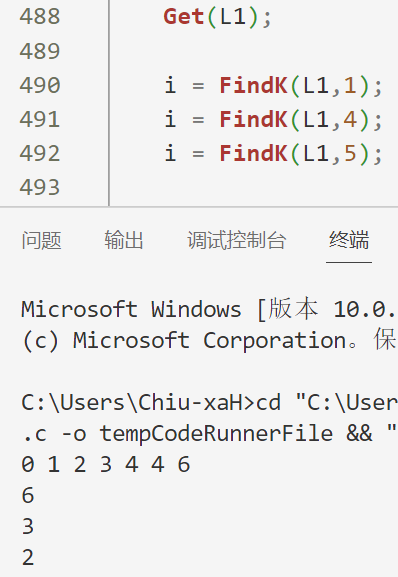 488 Get(L1);
489
490 i = FindK(L1,1);
491 i = FindK(L1,4);
492 i = FindK(L1,5);
493
问题 输出 调试控制台 终端
Microsoft Windows [版本 10.0.
(c) Microsoft Corporation。保
C:\Users\Chiu-xaH>cd "C:\User
.c -o tempCodeRunnerFile && "
0 1 2 3 4 4 6
6
3
2